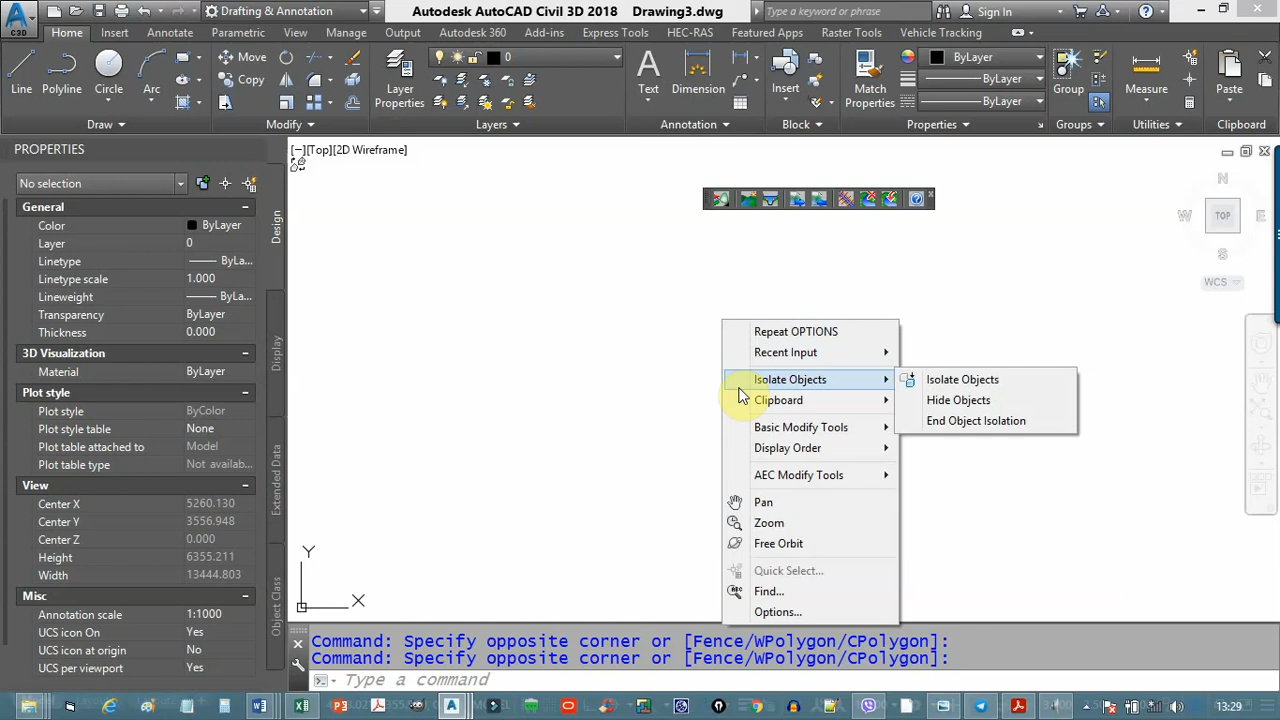 Drafting & Annotation
Autodesk AutoCAD Civil 3D 2018 Drawing3.dwg
Type a keyword or phrase
Sign In
C3D
Home Insert Annotate Parametric View Manage Output Autodesk 360 Add-ins Express Tools HEC-RAS Featured Apps Raster Tools Vehicle Tracking
Line Polyline Circle Arc
Move
Copy
Layer
Properties
0
Text Dimension
Insert
Match
Properties
ByLayer
ByLayer
ByLayer
Group
Measure
Paste
Draw Modify Layers Annotation Block Properties Groups Utilities Clipboard
PROPERTIES
No selection
General
Color ByLayer
Layer 0
Linetype ByLa...
Linetype scale 1.000
Lineweight ByLa...
Transparency ByLayer
Thickness 0.000
3D Visualization
Material ByLayer
Plot style
Plot style ByColor
Plot style table None
Plot table attached to Model
Plot table type Not availab...
View
Center X 5260.130
Center Y 3556.948
Center Z 0.000
Height 6355.211
Width 13444.803
Misc
Annotation scale 1:1000
UCS icon On Yes
UCS icon at origin No
UCS per viewport Yes
Design
Display
Extended Data
Object Class
[−][Top][2D Wireframe]
N
W TOP E
S
WCS
Repeat OPTIONS
Recent Input
Isolate Objects
Clipboard
Basic Modify Tools
Display Order
AEC Modify Tools
Pan
Zoom
Free Orbit
Quick Select...
Find...
Options...
Isolate Objects
Hide Objects
End Object Isolation
Y
X
Command: Specify opposite corner or [Fence/WPolygon/CPolygon]:
Command: Specify opposite corner or [Fence/WPolygon/CPolygon]:
Type a command
13:29